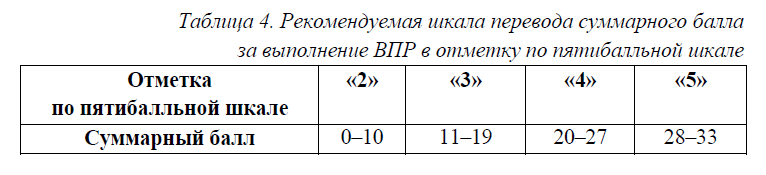 Таблица 4. Рекомендуемая шкала перевода суммарного балла
за выполнение ВПР в отметку по пятибалльной шкале
Отметка
по пятибалльной шкале
«2» «3» «4» «5»
Суммарный балл 0–10 11–19 20–27 28–33